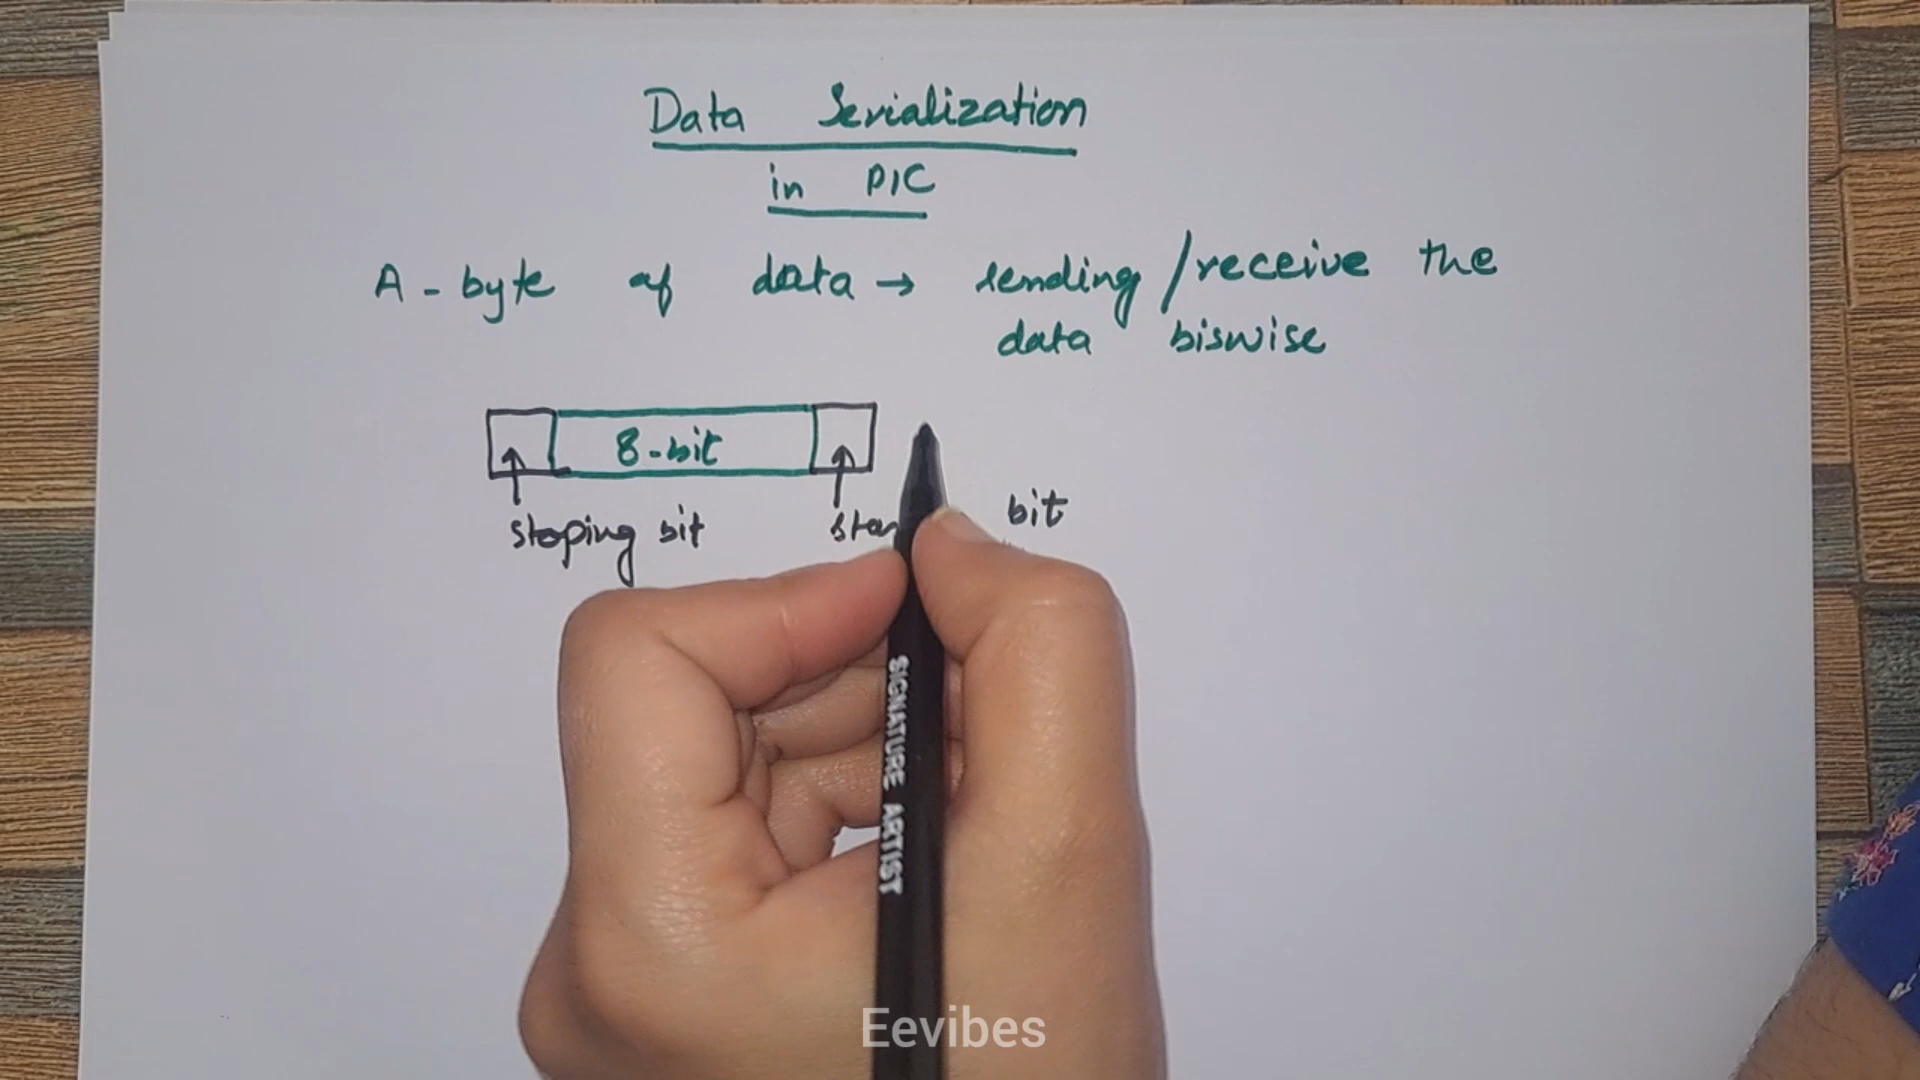 Data Serialization
in PIC
A - byte of data → sending / receive the
data biswise
8-bit
stoping bit
bit
SIGNATURE ARTIST
Eevibes